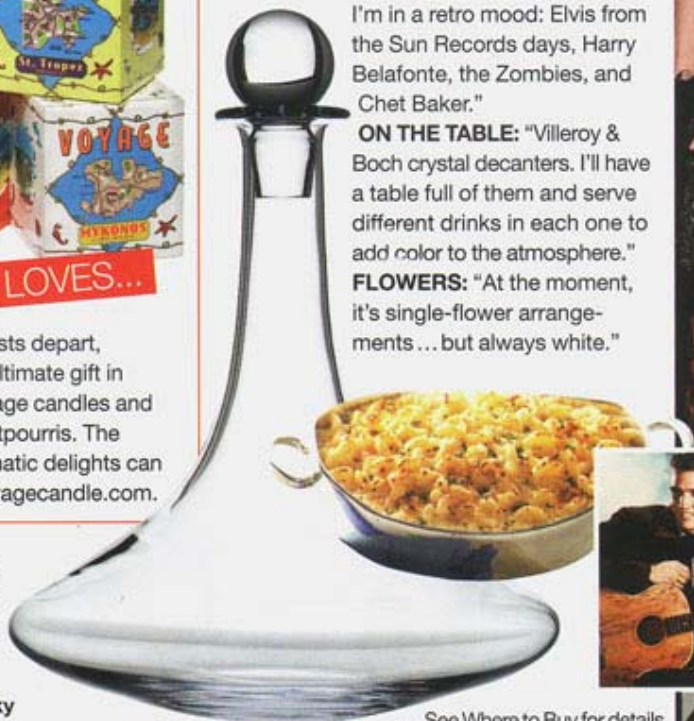 St. Tropez
VOYAGE
MYKONOS
LOVES...
sts depart,
ltimate gift in
age candles and
tpourris. The
natic delights can
agecandle.com.
ky
I'm in a retro mood: Elvis from
the Sun Records days, Harry
Belafonte, the Zombies, and
Chet Baker."
ON THE TABLE: "Villeroy &
Boch crystal decanters. I'll have
a table full of them and serve
different drinks in each one to
add color to the atmosphere."
FLOWERS: "At the moment,
it's single-flower arrange-
ments...but always white."
See Where to Buy for details